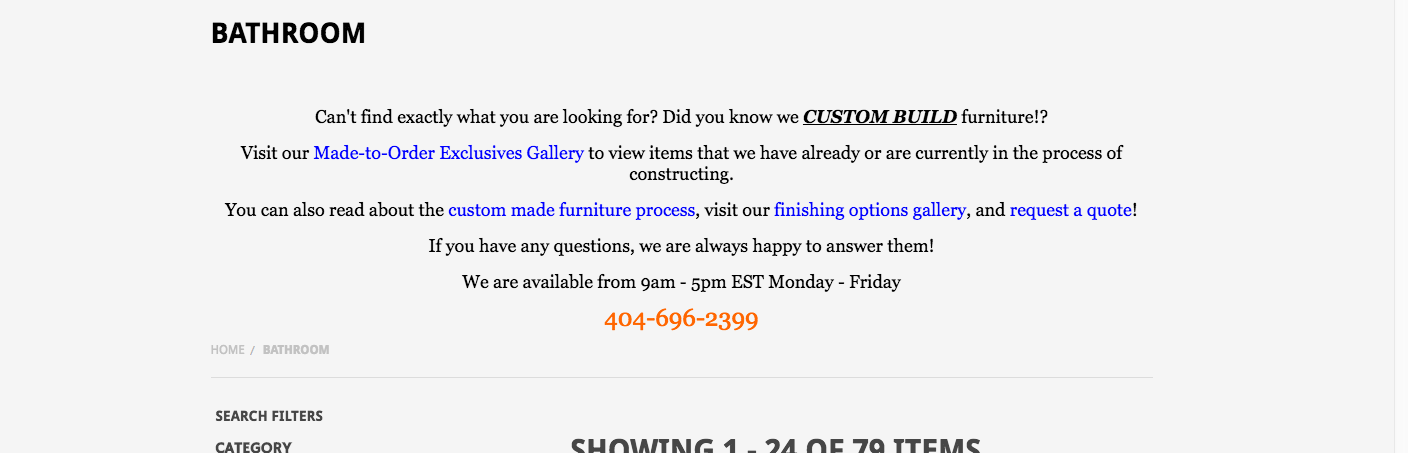 BATHROOM
Can't find exactly what you are looking for? Did you know we CUSTOM BUILD furniture!?
Visit our Made-to-Order Exclusives Gallery to view items that we have already or are currently in the process of
constructing.
You can also read about the custom made furniture process, visit our finishing options gallery, and request a quote!
If you have any questions, we are always happy to answer them!
We are available from 9am - 5pm EST Monday - Friday
404-696-2399
HOME / BATHROOM
SEARCH FILTERS
CATEGORY
SHOWING 1 - 24 OF 79 ITEMS